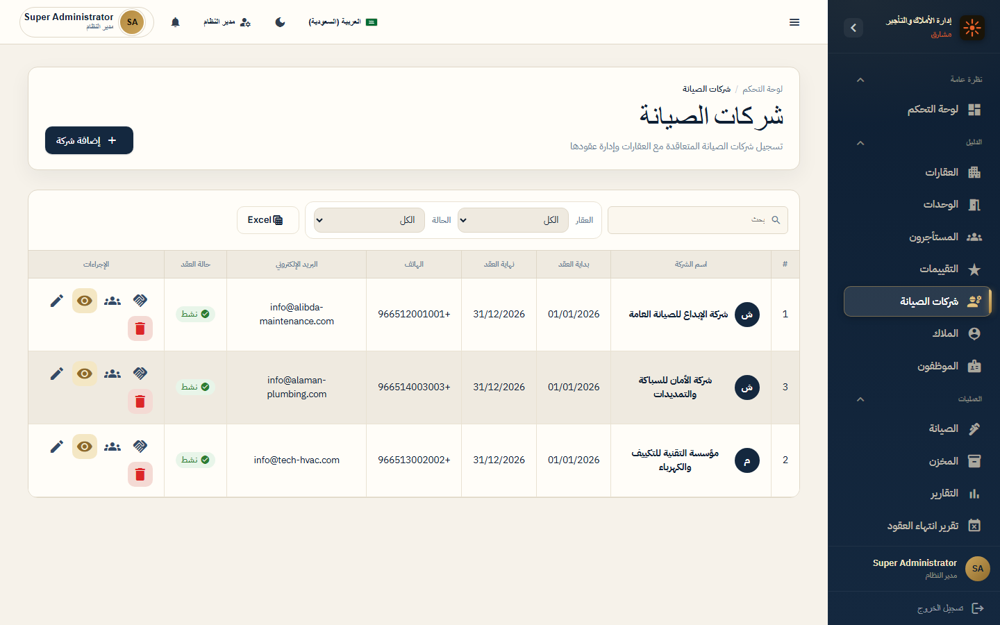 إدارة الأملاك والتأجير
مشارق
نظرة عامة
لوحة التحكم
الدليل
العقارات
الوحدات
المستأجرون
التقييمات
شركات الصيانة
الملاك
الموظفون
العمليات
الصيانة
المخزن
التقارير
تقرير انتهاء العقود
SA
Super Administrator
مدير النظام
تسجيل الخروج
العربية (السعودية)
مدير النظام
SA
Super Administrator
مدير النظام
لوحة التحكم / شركات الصيانة
شركات الصيانة
تسجيل شركات الصيانة المتعاقدة مع العقارات وإدارة عقودها
إضافة شركة
بحث
العقار
الكل
الحالة
الكل
Excel
# اسم الشركة بداية العقد نهاية العقد الهاتف البريد الإلكتروني حالة العقد الإجراءات
1 ش شركة الإبداع للصيانة العامة 01/01/2026 31/12/2026 966512001001+ info@alibda-
maintenance.com نشط
3 ش شركة الأمان للسباكة
والتمديدات 01/01/2026 31/12/2026 966514003003+ info@alaman-
plumbing.com نشط
2 م مؤسسة التقنية للتكييف
والكهرباء 01/01/2026 31/12/2026 966513002002+ info@tech-hvac.com نشط